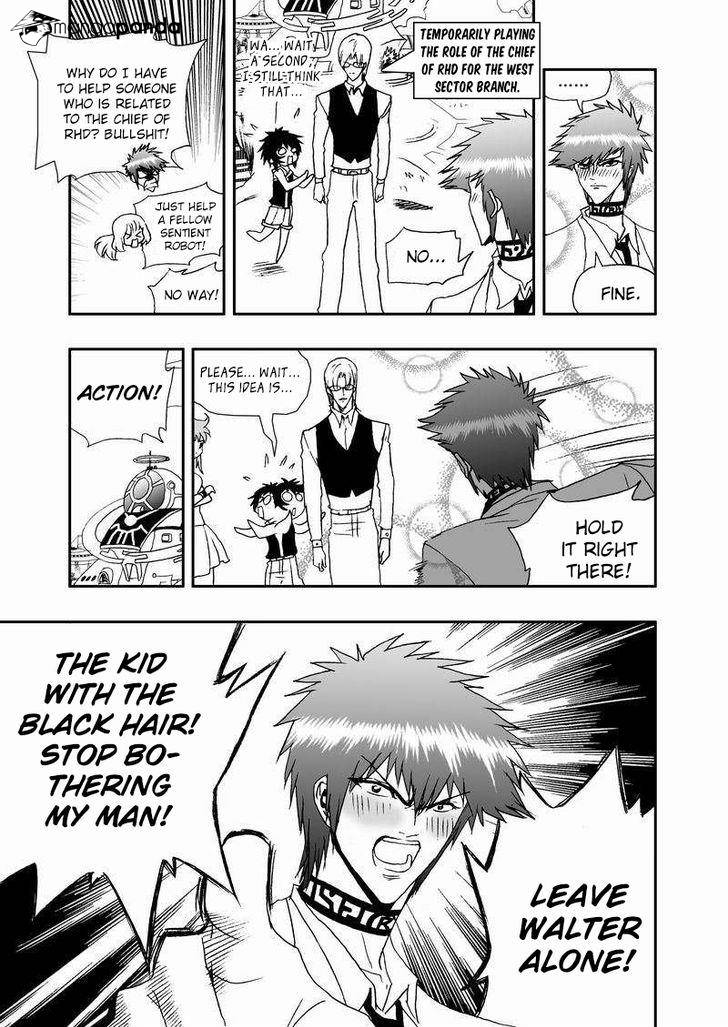 mangapanda
WHY DO I HAVE
TO HELP SOMEONE
WHO IS RELATED
TO THE CHIEF OF
RHD? BULLSHIT!
JUST HELP
A FELLOW
SENTIENT
ROBOT!
NO WAY!
WA... WAIT
A SECOND...
I STILL THINK
THAT...
TEMPORARILY PLAYING
THE ROLE OF THE CHIEF
OF RHD FOR THE WEST
SECTOR BRANCH.
NO...
......
FINE.
ACTION!
PLEASE... WAIT...
THIS IDEA IS...
HOLD
IT RIGHT
THERE!
THE KID
WITH THE
BLACK HAIR!
STOP BO-
THERING
MY MAN!
LEAVE
WALTER
ALONE!